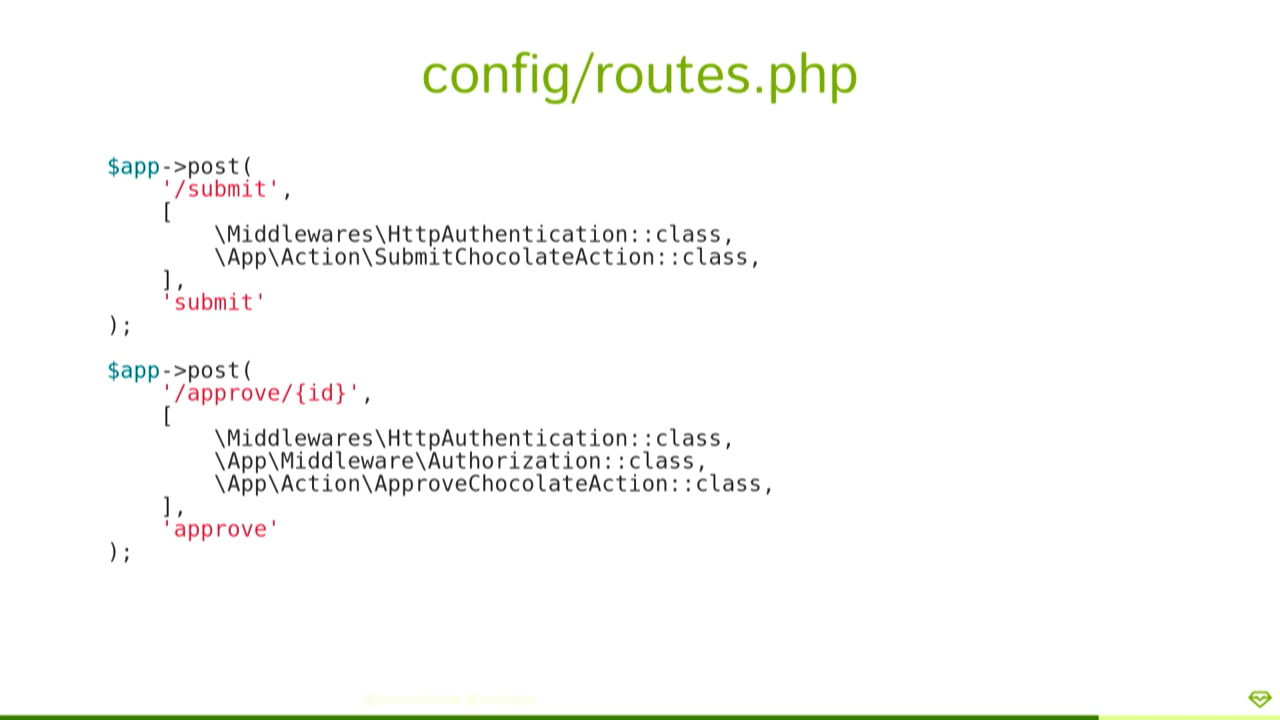 config/routes.php
$app->post(
    '/submit',
    [
        \Middlewares\HttpAuthentication::class,
        \App\Action\SubmitChocolateAction::class,
    ],
    'submit'
);
$app->post(
    '/approve/{id}',
    [
        \Middlewares\HttpAuthentication::class,
        \App\Middleware\Authorization::class,
        \App\Action\ApproveChocolateAction::class,
    ],
    'approve'
);